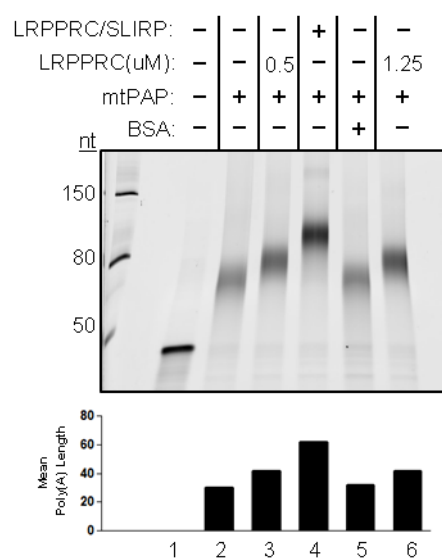 LRPPRC/SLIRP: - - - + - -
LRPPRC(uM): - - 0.5 - - 1.25
mtPAP: - + + + + +
BSA: - - - - + -
nt
150
80
50
80
60
40
20
0
Mean
Poly(A) Length
1 2 3 4 5 6